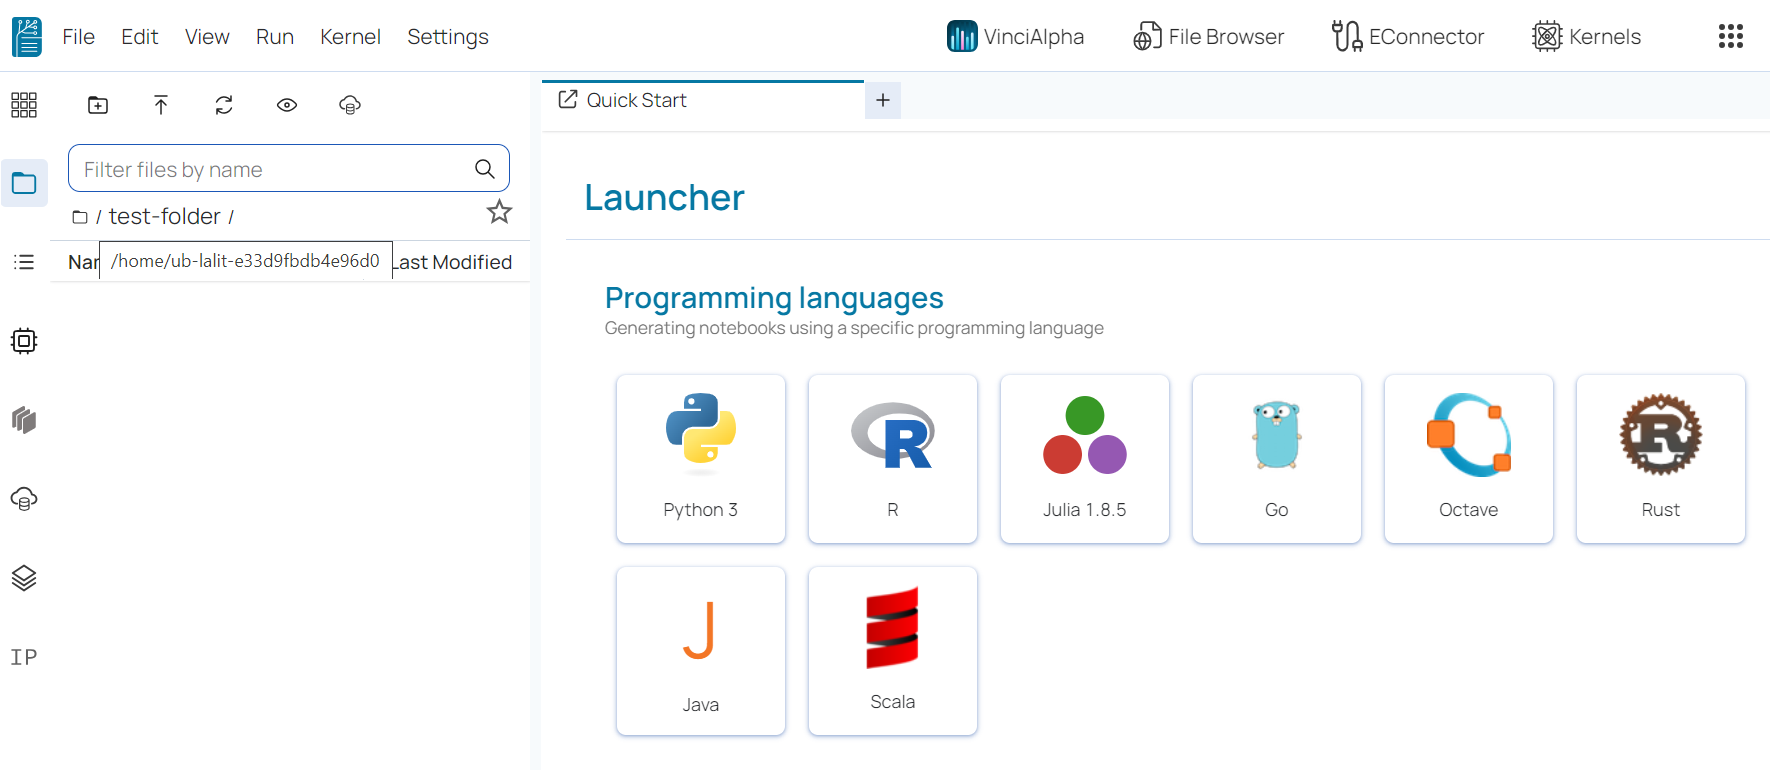 File Edit View Run Kernel Settings VinciAlpha File Browser EConnector Kernels
Quick Start +
Filter files by name
/ test-folder /
Nar /home/ub-lalit-e33d9fbdb4e96d0 Last Modified
Launcher
Programming languages
Generating notebooks using a specific programming language
Python 3 R Julia 1.8.5 Go Octave Rust
Java Scala
IP